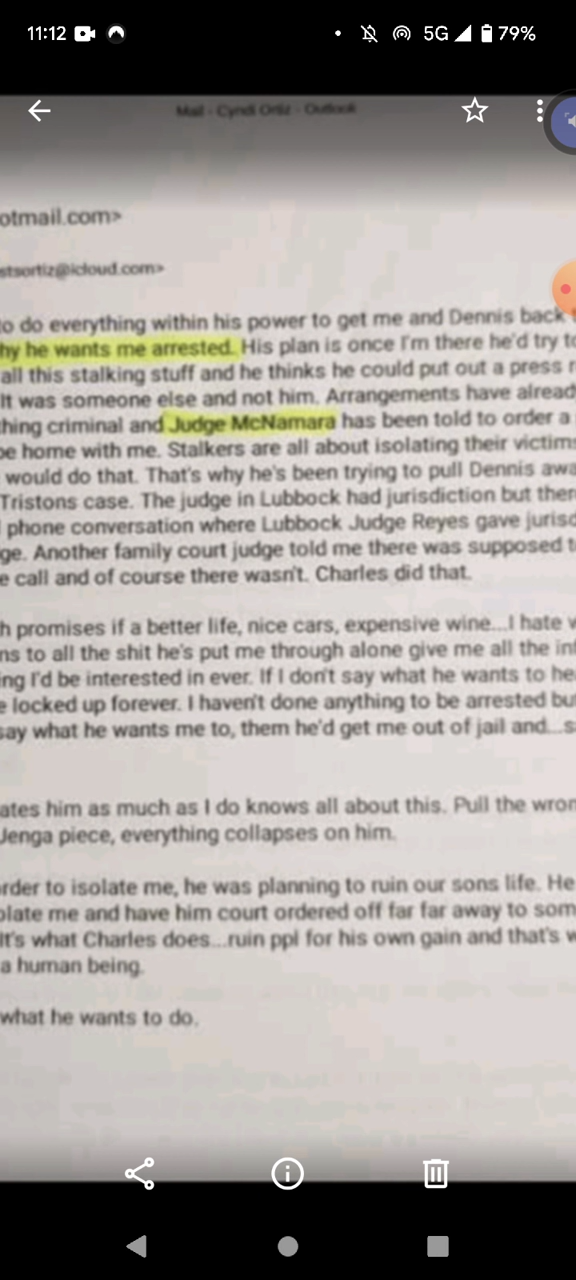 11:12 5G 79%
Mail - Cyndi Ortiz - Outlook
otmail.com>
stsortiz@icloud.com>
to do everything within his power to get me and Dennis back
hy he wants me arrested. His plan is once I'm there he'd try to
all this stalking stuff and he thinks he could put out a press r
It was someone else and not him. Arrangements have alread
thing criminal and Judge McNamara has been told to order a
be home with me. Stalkers are all about isolating their victims
would do that. That's why he's been trying to pull Dennis awa
Tristons case. The judge in Lubbock had jurisdiction but ther
phone conversation where Lubbock Judge Reyes gave jurisd
ge. Another family court judge told me there was supposed t
e call and of course there wasn't. Charles did that.
h promises if a better life, nice cars, expensive wine...I hate w
ns to all the shit he's put me through alone give me all the int
ing I'd be interested in ever. If I don't say what he wants to hea
e locked up forever. I haven't done anything to be arrested but
say what he wants me to, them he'd get me out of jail and...s
ates him as much as I do knows all about this. Pull the wron
Jenga piece, everything collapses on him.
rder to isolate me, he was planning to ruin our sons life. He
olate me and have him court ordered off far far away to som
It's what Charles does...ruin ppl for his own gain and that's w
a human being.
what he wants to do.